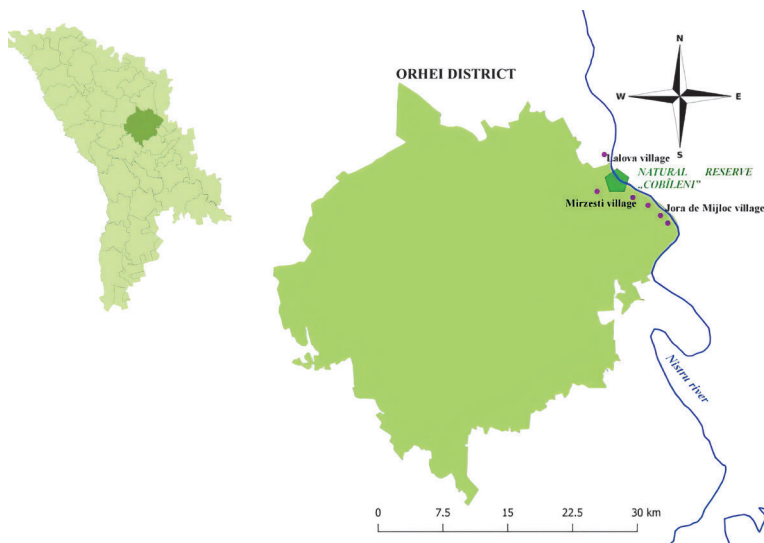 ORHEI DISTRICT
N
W
E
S
Lalova village
NATURAL RESERVE
„COBÎLENI”
Mirzesti village
Jora de Mijloc village
Nistru river
0 7.5 15 22.5 30 km